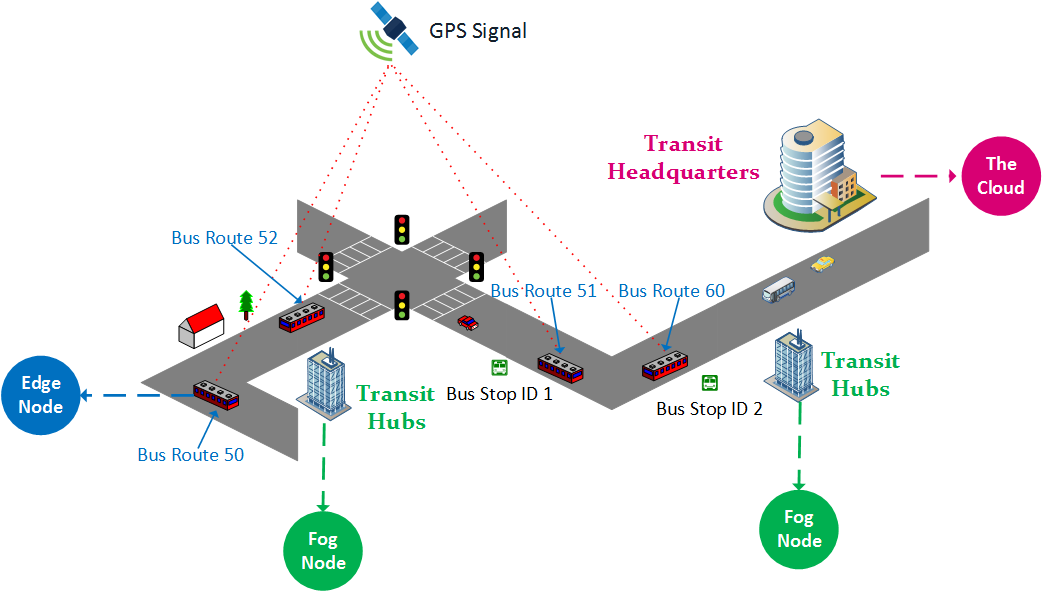 GPS Signal
Transit
Headquarters
The
Cloud
Bus Route 52
Bus Route 51
Bus Route 60
Edge
Node
Transit
Hubs
Bus Stop ID 1
Bus Stop ID 2
Transit
Hubs
Bus Route 50
Fog
Node
Fog
Node